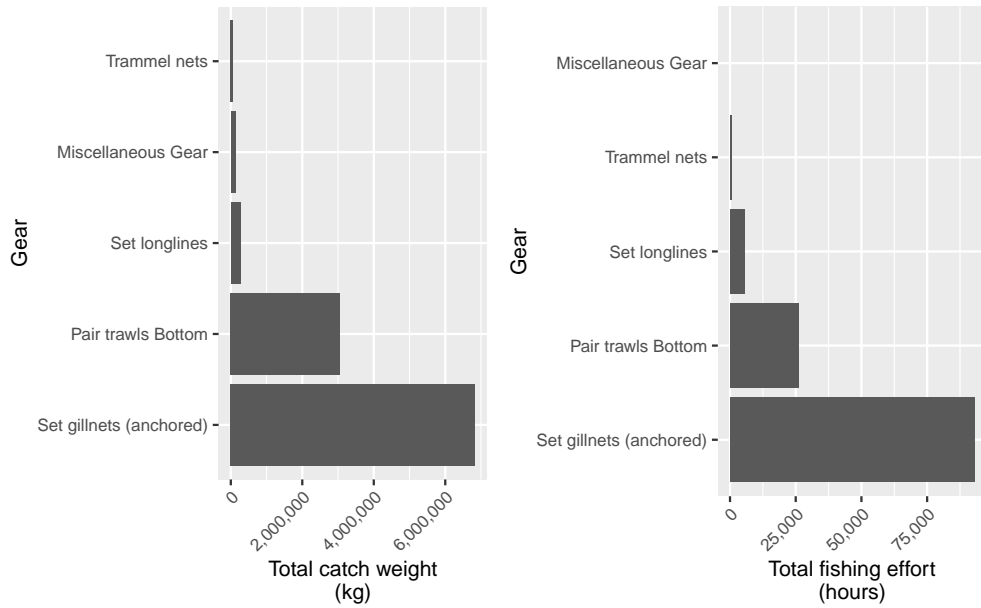 Gear
Trammel nets
Miscellaneous Gear
Set longlines
Pair trawls Bottom
Set gillnets (anchored)
0
2,000,000
4,000,000
6,000,000
Total catch weight
(kg)
Gear
Miscellaneous Gear
Trammel nets
Set longlines
Pair trawls Bottom
Set gillnets (anchored)
0
25,000
50,000
75,000
Total fishing effort
(hours)